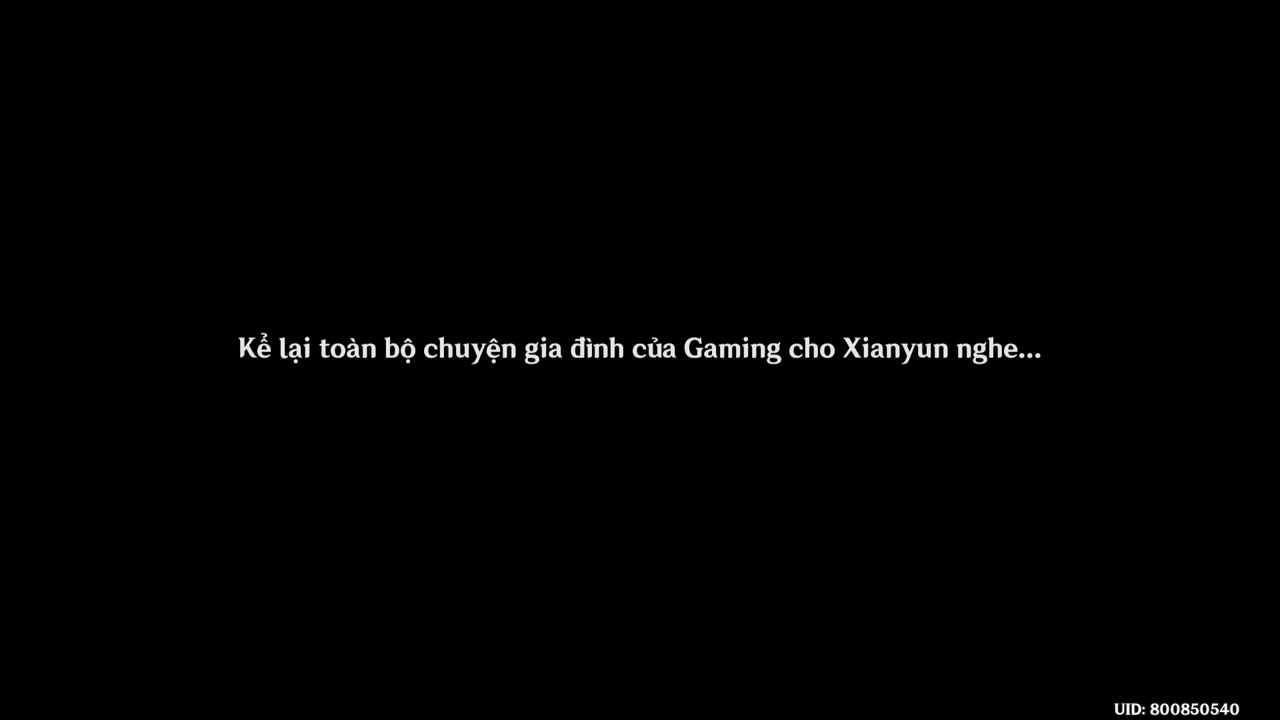 Kể lại toàn bộ chuyện gia đình của Gaming cho Xianyun nghe...
UID: 800850540